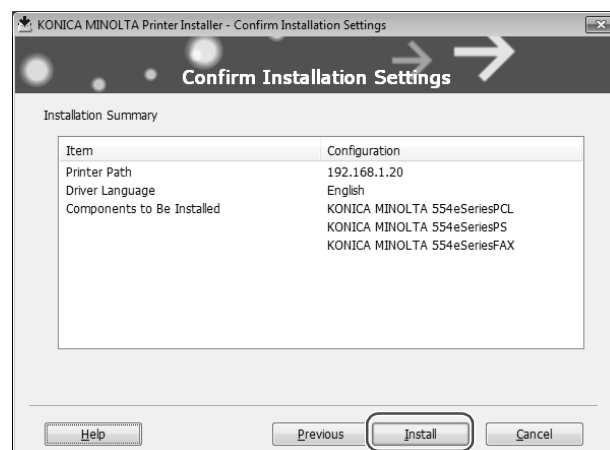 KONICA MINOLTA Printer Installer - Confirm Installation Settings
Confirm Installation Settings
Installation Summary
Item Configuration
Printer Path 192.168.1.20
Driver Language English
Components to Be Installed KONICA MINOLTA 554eSeriesPCL
KONICA MINOLTA 554eSeriesPS
KONICA MINOLTA 554eSeriesFAX
Help Previous Install Cancel